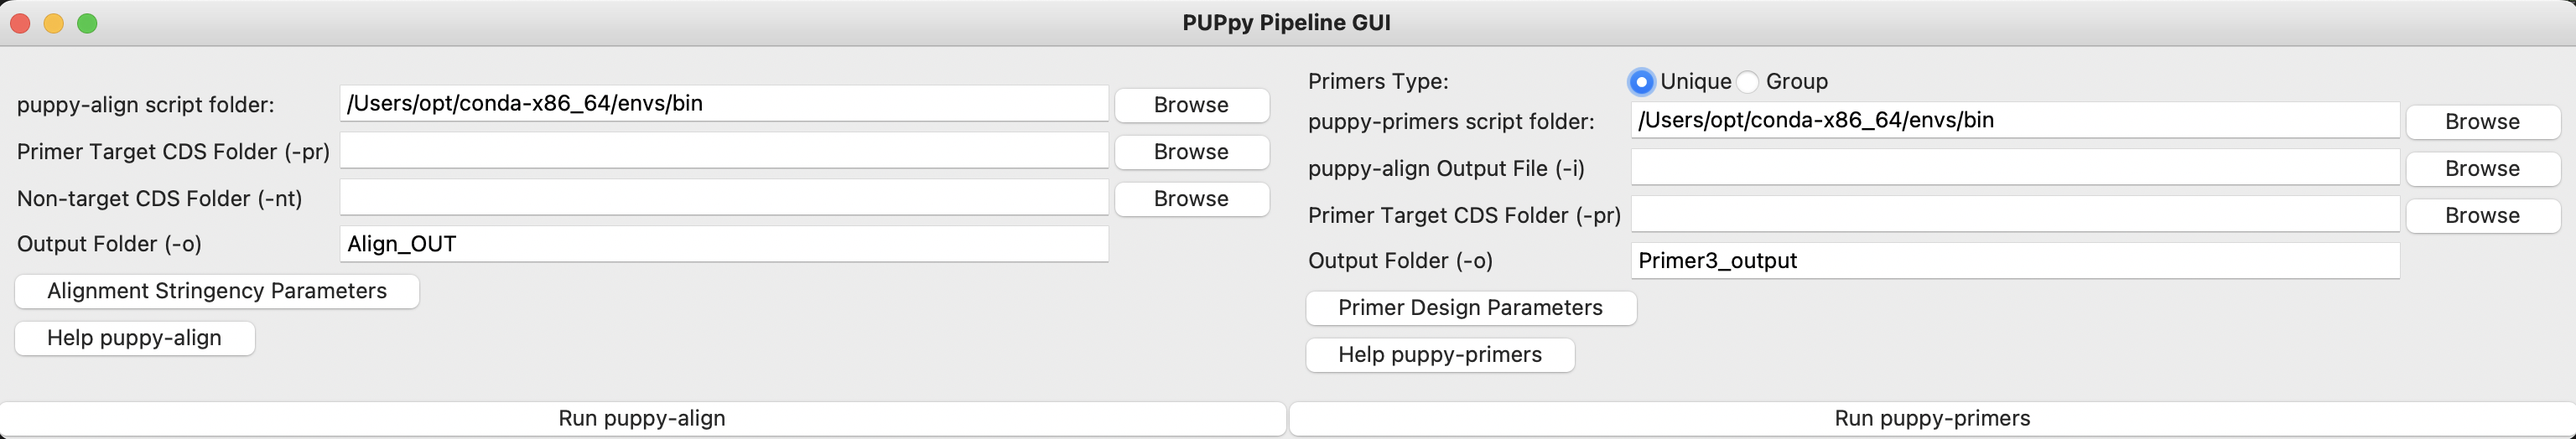 PUPpy Pipeline GUI
puppy-align script folder: /Users/opt/conda-x86_64/envs/bin Browse
Primer Target CDS Folder (-pr) Browse
Non-target CDS Folder (-nt) Browse
Output Folder (-o) Align_OUT
Alignment Stringency Parameters
Help puppy-align
Run puppy-align
Primers Type: Unique Group
puppy-primers script folder: /Users/opt/conda-x86_64/envs/bin Browse
puppy-align Output File (-i) Browse
Primer Target CDS Folder (-pr) Browse
Output Folder (-o) Primer3_output
Primer Design Parameters
Help puppy-primers
Run puppy-primers